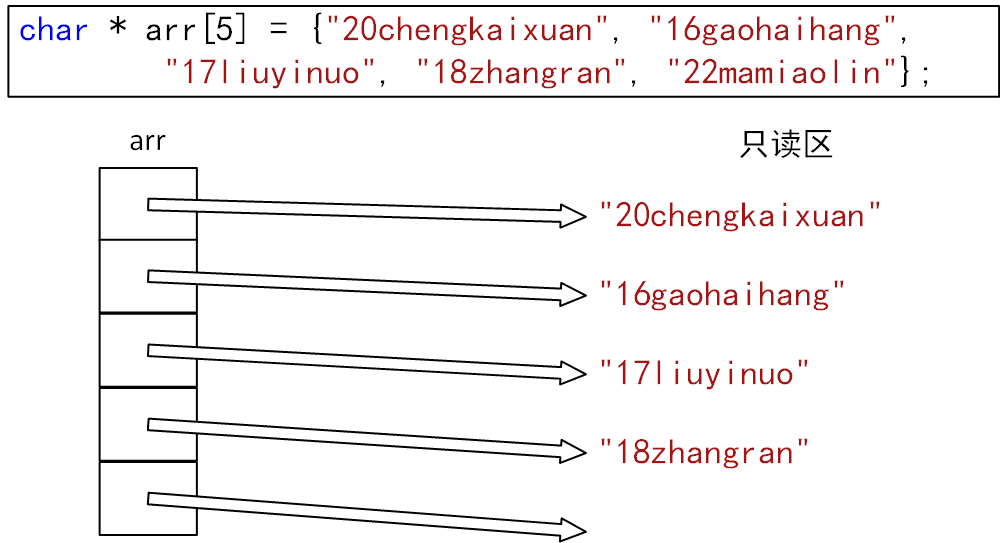 char * arr[5] = {"20chengkaixuan", "16gaohaihang",
"17liuyinuo", "18zhangran", "22mamiaolin"};
arr
只读区
"20chengkaixuan"
"16gaohaihang"
"17liuyinuo"
"18zhangran"